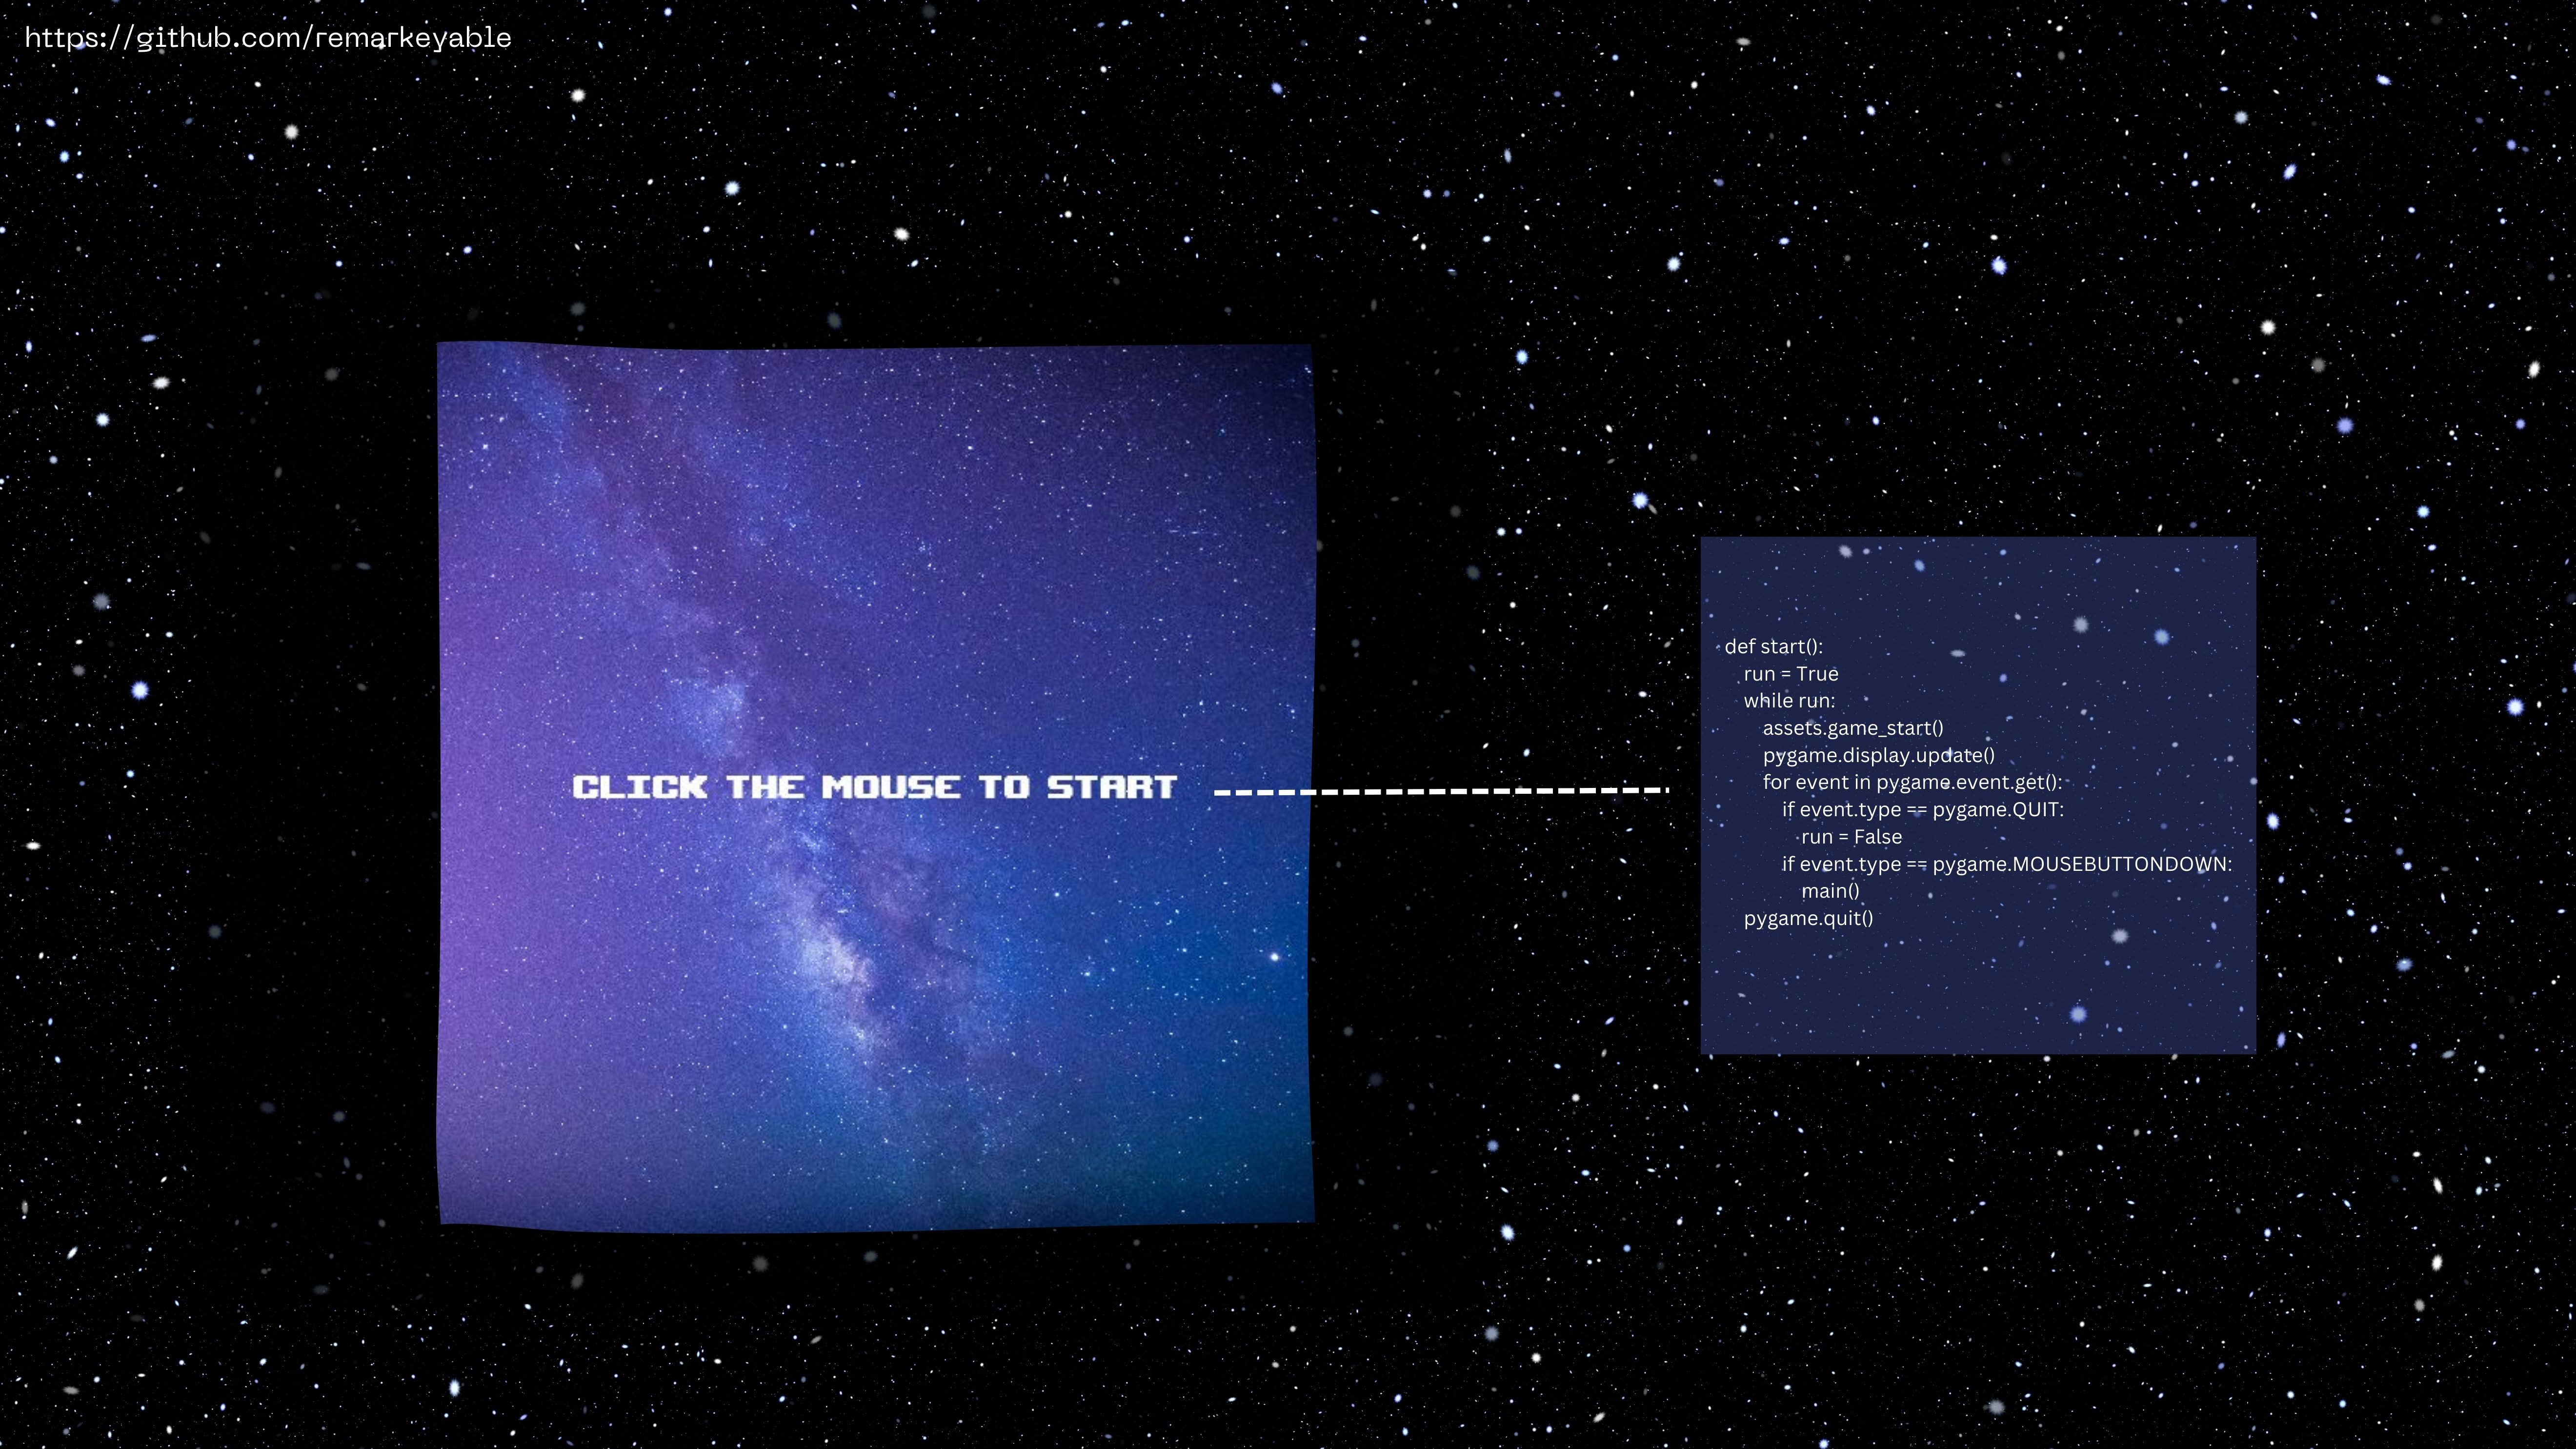 https://github.com/remarkeyable
CLICK THE MOUSE TO START
def start():
    run = True
    while run:
        assets.game_start()
        pygame.display.update()
        for event in pygame.event.get():
            if event.type == pygame.QUIT:
                run = False
            if event.type == pygame.MOUSEBUTTONDOWN:
                main()
    pygame.quit()